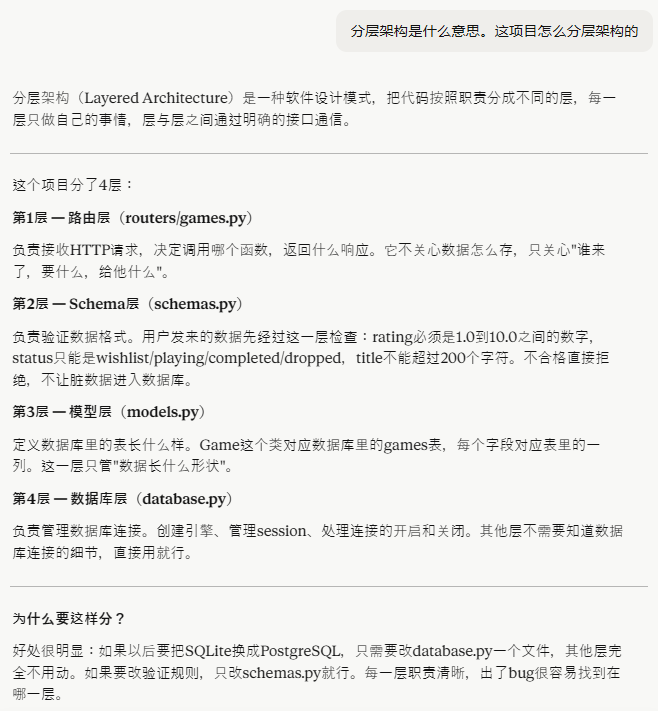 分层架构是什么意思。这项目怎么分层架构的
分层架构（Layered Architecture）是一种软件设计模式，把代码按照职责分成不同的层，每一
层只做自己的事情，层与层之间通过明确的接口通信。
这个项目分了4层：
第1层 — 路由层（routers/games.py）
负责接收HTTP请求，决定调用哪个函数，返回什么响应。它不关心数据怎么存，只关心"谁来
了，要什么，给他什么"。
第2层 — Schema层（schemas.py）
负责验证数据格式。用户发来的数据先经过这一层检查：rating必须是1.0到10.0之间的数字，
status只能是wishlist/playing/completed/dropped，title不能超过200个字符。不合格直接拒
绝，不让脏数据进入数据库。
第3层 — 模型层（models.py）
定义数据库里的表长什么样。Game这个类对应数据库里的games表，每个字段对应表里的一
列。这一层只管"数据长什么形状"。
第4层 — 数据库层（database.py）
负责管理数据库连接。创建引擎、管理session、处理连接的开启和关闭。其他层不需要知道数据
库连接的细节，直接用就行。
为什么要这样分？
好处很明显：如果以后要把SQLite换成PostgreSQL，只需要改database.py一个文件，其他层完
全不用动。如果要改验证规则，只改schemas.py就行。每一层职责清晰，出了bug很容易找到在
哪一层。